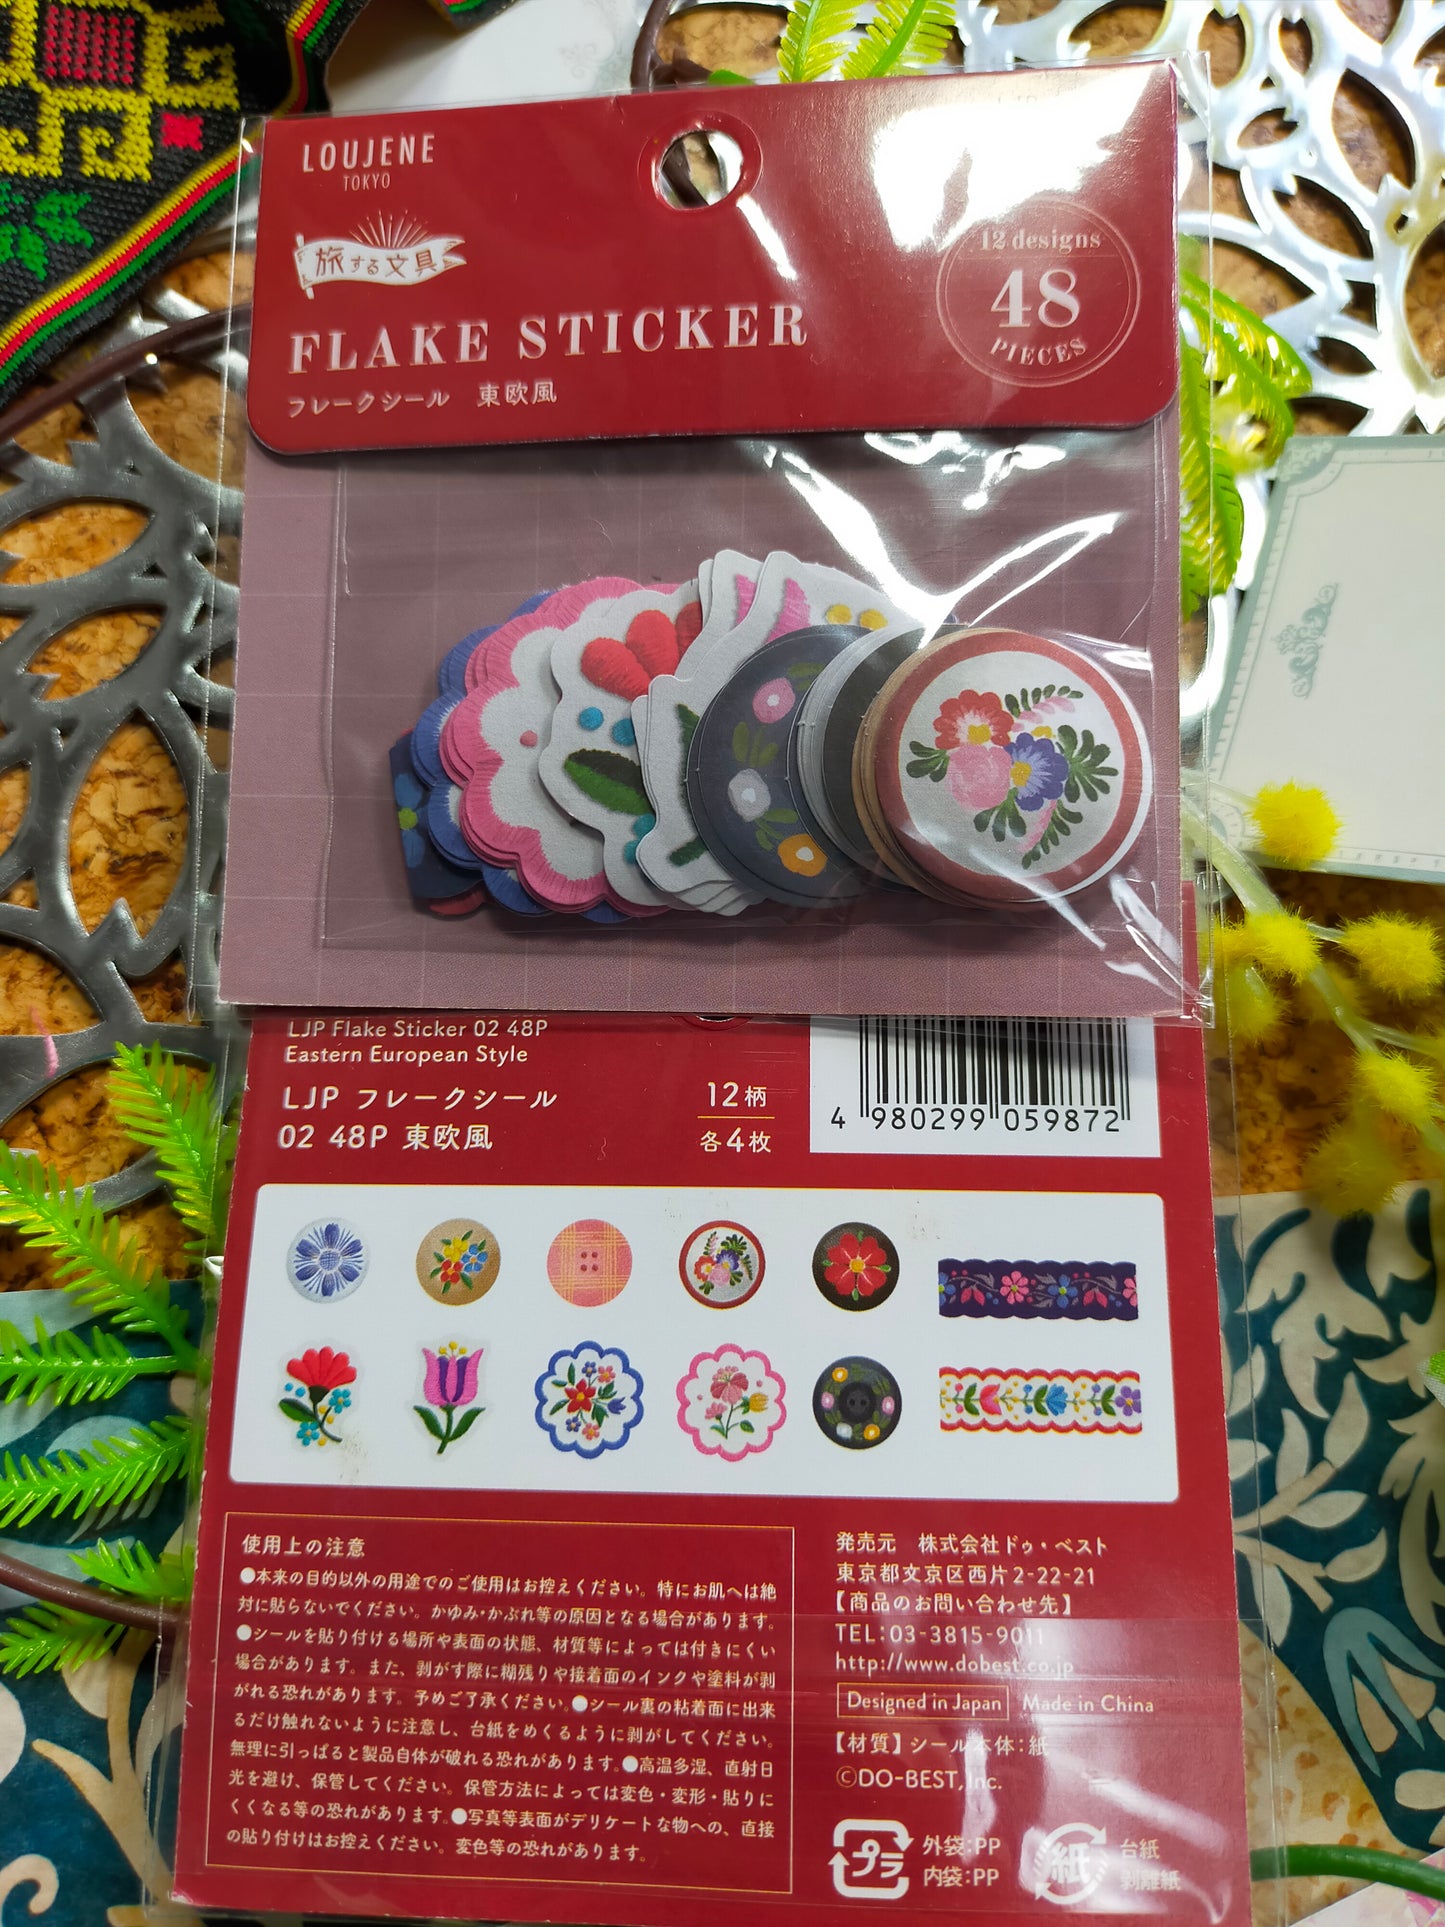 LOUJENE
TOKYO
旅する文具
FLAKE STICKER
フレークシール 東欧風
12 designs
48
PIECES
LJP Flake Sticker 02 48P
Eastern European Style
LJP フレークシール
02 48P 東欧風
12柄
各4枚
4 980299 059872
使用上の注意
●本来の目的以外の用途でのご使用はお控えください。特にお肌へは絶
対に貼らないでください。かゆみ・かぶれ等の原因となる場合があります。
●シールを貼り付ける場所や表面の状態、材質等によっては付きにくい
場合があります。また、剥がす際に糊残りや接着面のインクや塗料が剥
がれる恐れがあります。予めご了承ください。●シール裏の粘着面に出来
るだけ触れないように注意し、台紙をめくるように剥がしてください。
無理に引っぱると製品自体が破れる恐れがあります。●高温多湿、直射日
光を避け、保管してください。保管方法によっては変色・変形・貼りに
くくなる等の恐れがあります。●写真等表面がデリケートな物への、直接
の貼り付けはお控えください。変色等の恐れがあります。
発売元 株式会社ドゥ・ベスト
東京都文京区西片2-22-21
【商品のお問い合わせ先】
TEL:03-3815-9011
http://www.dobest.co.jp
Designed in Japan Made in China
【材質】シール本体:紙
©DO-BEST,Inc.
プラ
外袋:PP
内袋:PP
紙
台紙
剥離紙